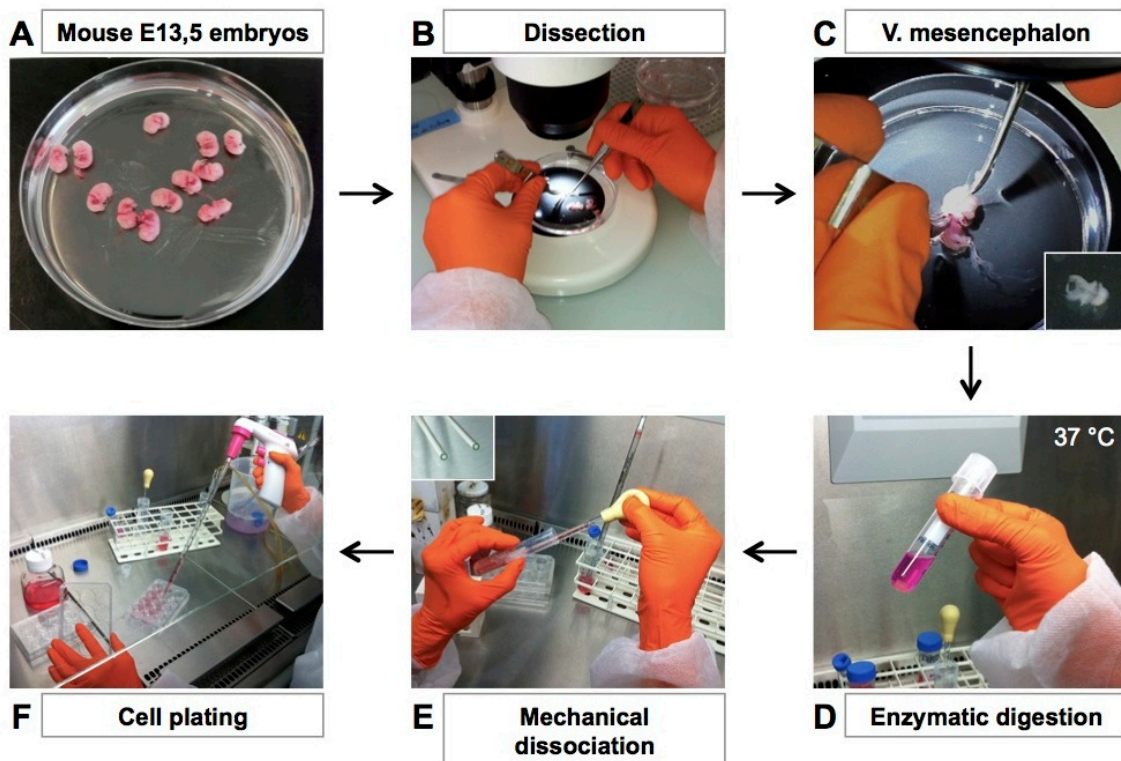 A Mouse E13,5 embryos
B Dissection
C V. mesencephalon
37 °C
D Enzymatic digestion
E Mechanical
dissociation
F Cell plating